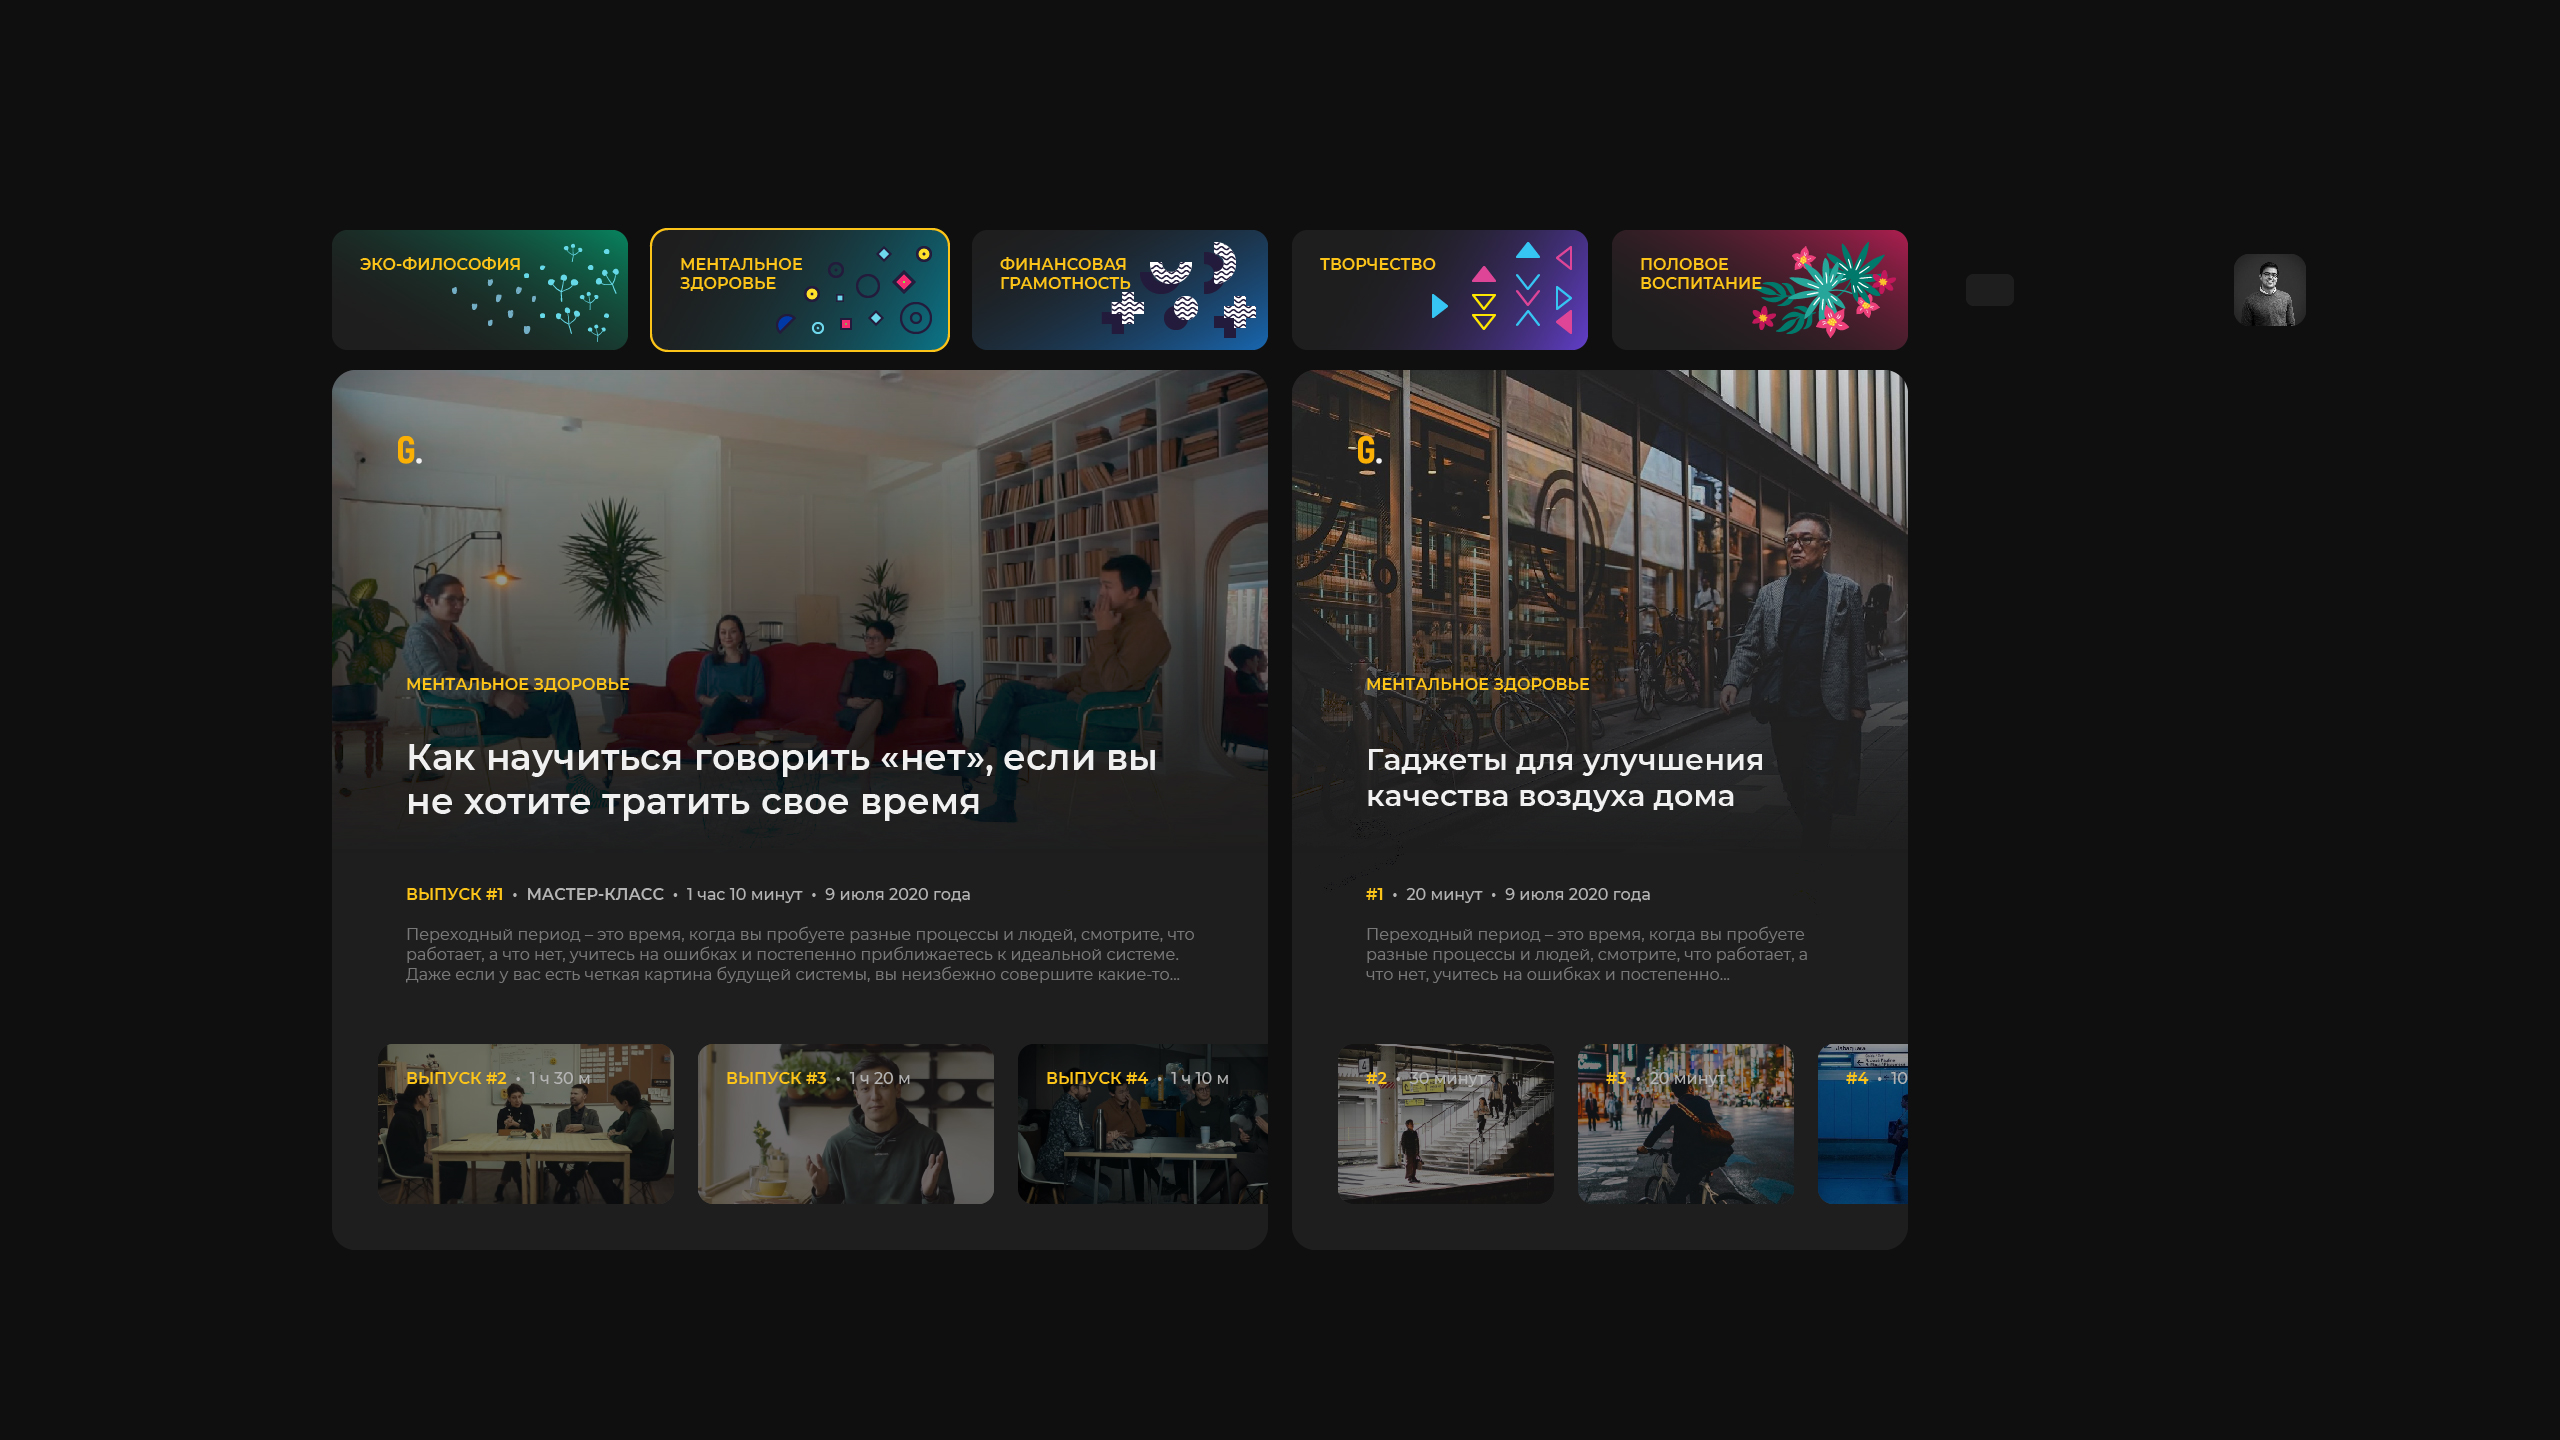 ЭКО-ФИЛОСОФИЯ
МЕНТАЛЬНОЕ
ЗДОРОВЬЕ
ФИНАНСОВАЯ
ГРАМОТНОСТЬ
ТВОРЧЕСТВО
ПОЛОВОЕ
ВОСПИТАНИЕ
G.
МЕНТАЛЬНОЕ ЗДОРОВЬЕ
Как научиться говорить «нет», если вы
не хотите тратить свое время
ВЫПУСК #1 • МАСТЕР-КЛАСС • 1 час 10 минут • 9 июля 2020 года
Переходный период – это время, когда вы пробуете разные процессы и людей, смотрите, что
работает, а что нет, учитесь на ошибках и постепенно приближаетесь к идеальной системе.
Даже если у вас есть четкая картина будущей системы, вы неизбежно совершите какие-то...
ВЫПУСК #2 • 1 ч 30 м
ВЫПУСК #3 • 1 ч 20 м
ВЫПУСК #4 • 1 ч 10 м
G.
МЕНТАЛЬНОЕ ЗДОРОВЬЕ
Гаджеты для улучшения
качества воздуха дома
#1 • 20 минут • 9 июля 2020 года
Переходный период – это время, когда вы пробуете
разные процессы и людей, смотрите, что работает, а
что нет, учитесь на ошибках и постепенно...
#2 • 30 минут
#3 • 20 минут
#4 • 10